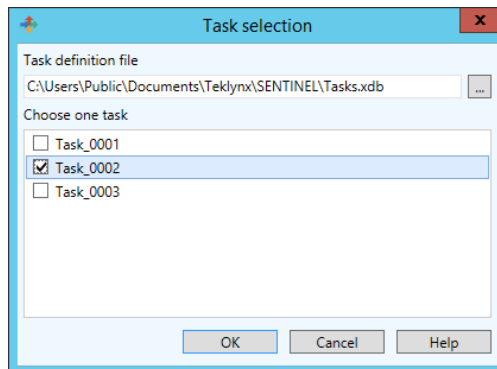 Task selection
x
Task definition file
C:\Users\Public\Documents\Teklynx\SENTINEL\Tasks.xdb
...
Choose one task
Task_0001
Task_0002
Task_0003
OK Cancel Help